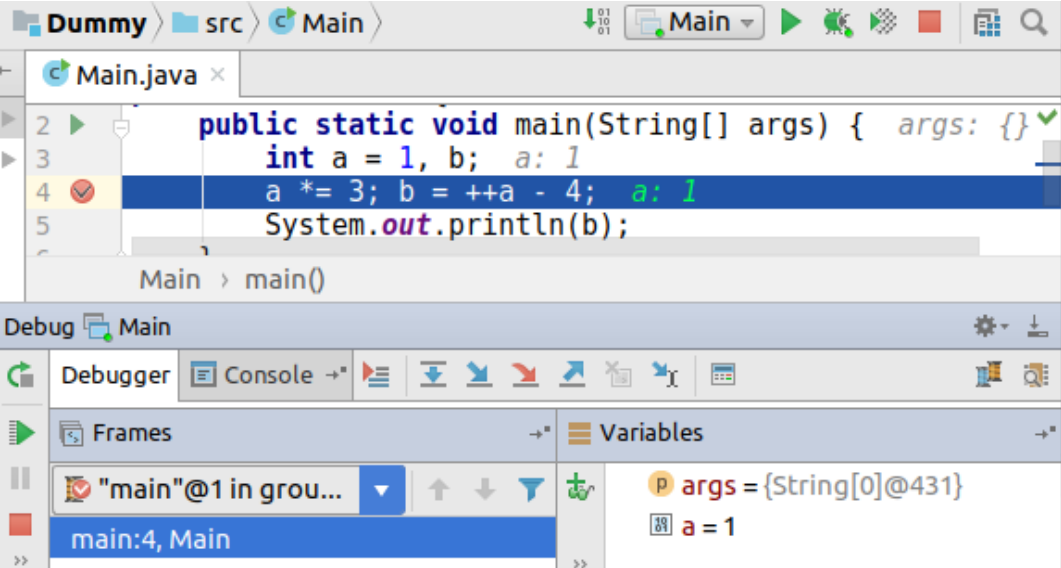 Dummy src Main Main
Main.java
2 public static void main(String[] args) { args: {}
3 int a = 1, b; a: 1
4 a *= 3; b = ++a - 4; a: 1
5 System.out.println(b);
Main › main()
Debug Main
Debugger Console
Frames Variables
"main"@1 in grou... args = {String[0]@431}
a = 1
main:4, Main